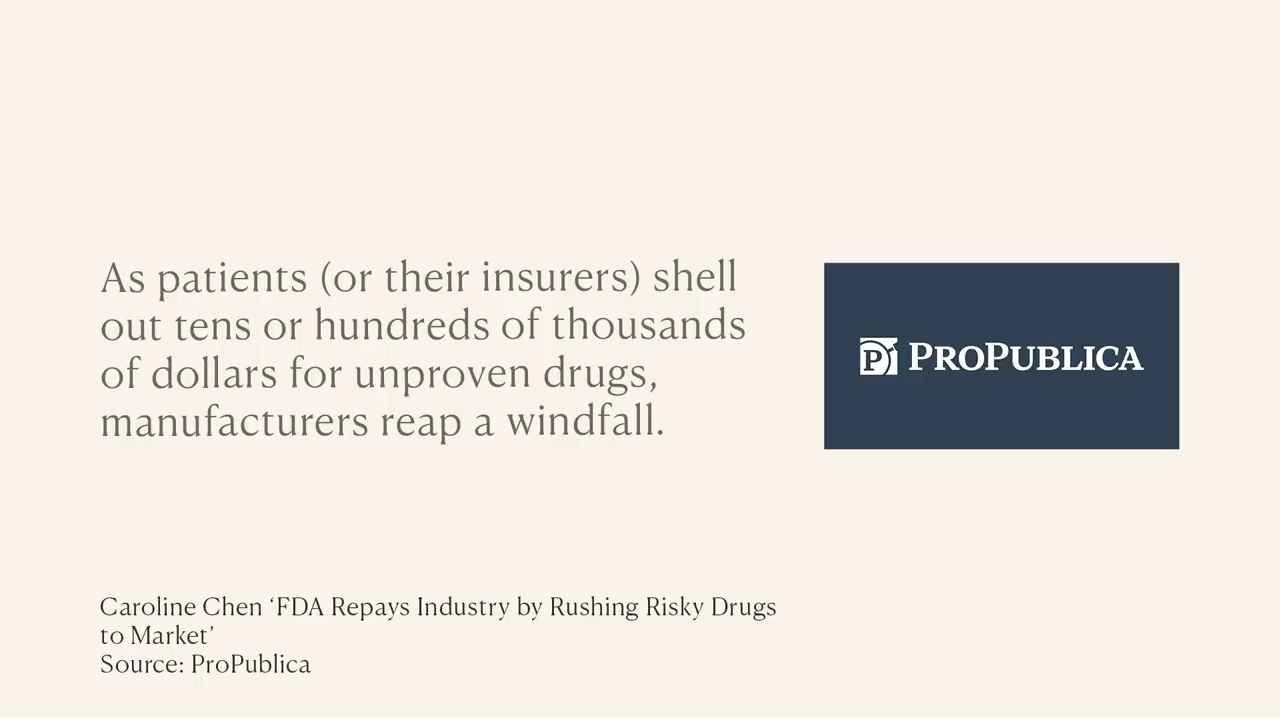 As patients (or their insurers) shell
out tens or hundreds of thousands
of dollars for unproven drugs,
manufacturers reap a windfall.
PROPUBLICA
Caroline Chen ‘FDA Repays Industry by Rushing Risky Drugs
to Market’
Source: ProPublica